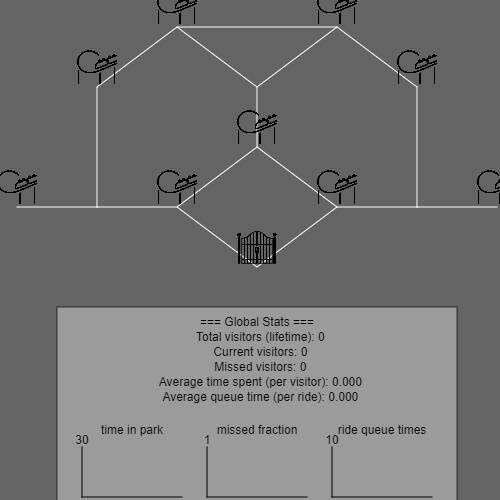 === Global Stats ===
Total visitors (lifetime): 0
Current visitors: 0
Missed visitors: 0
Average time spent (per visitor): 0.000
Average queue time (per ride): 0.000
time in park
missed fraction
ride queue times
30
1
10